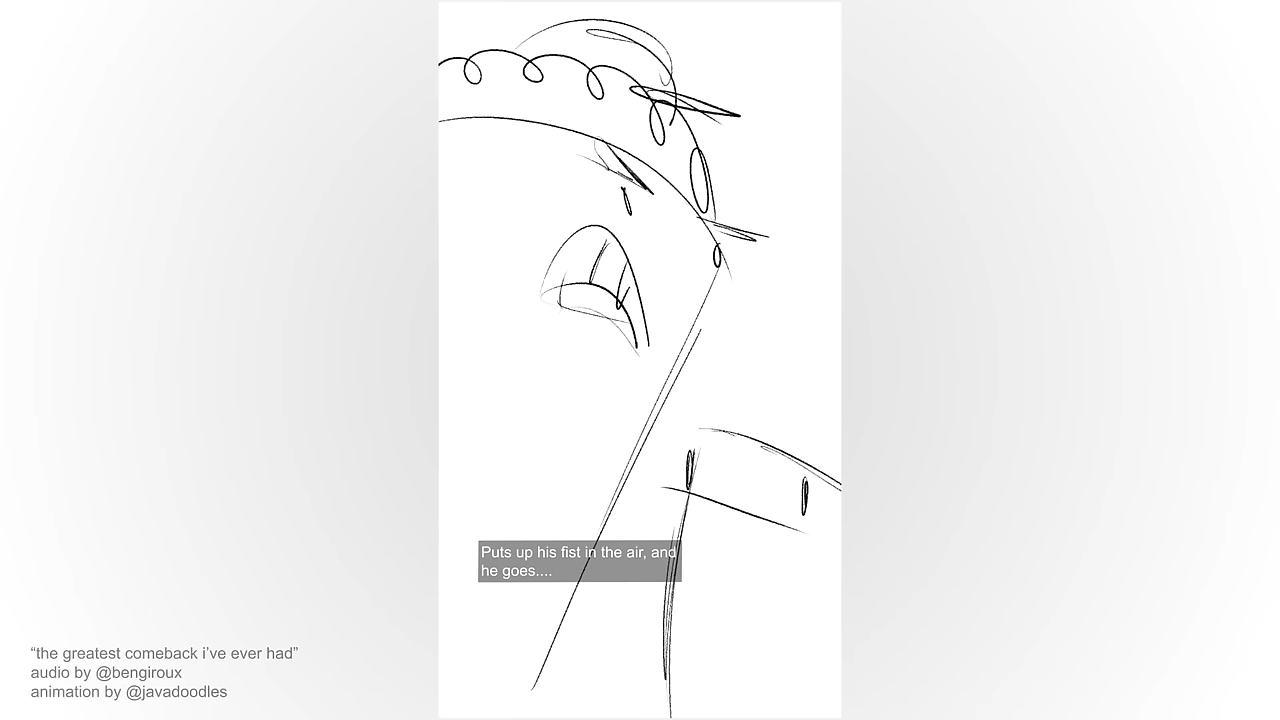 Puts up his fist in the air, and
he goes....
“the greatest comeback i’ve ever had”
audio by @bengiroux
animation by @javadoodles